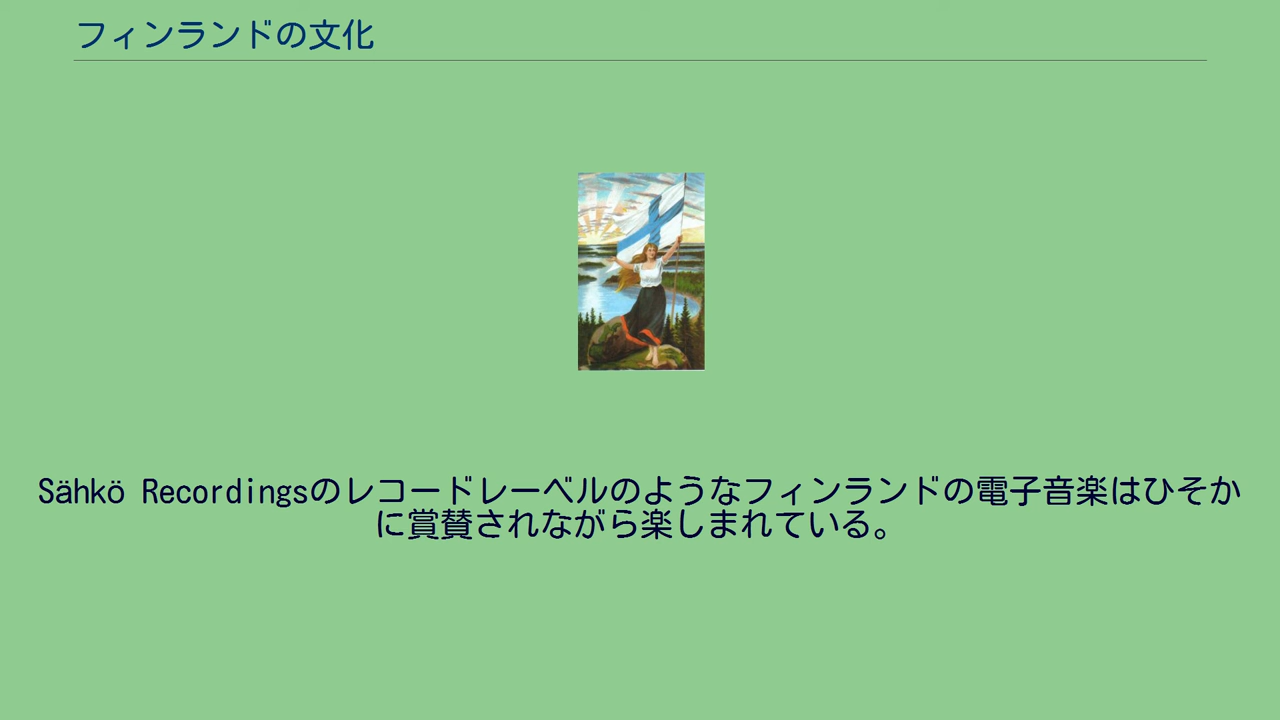 フィンランドの文化
Sähkö Recordingsのレコードレーベルのようなフィンランドの電子音楽はひそか
に賞賛されながら楽しまれている。